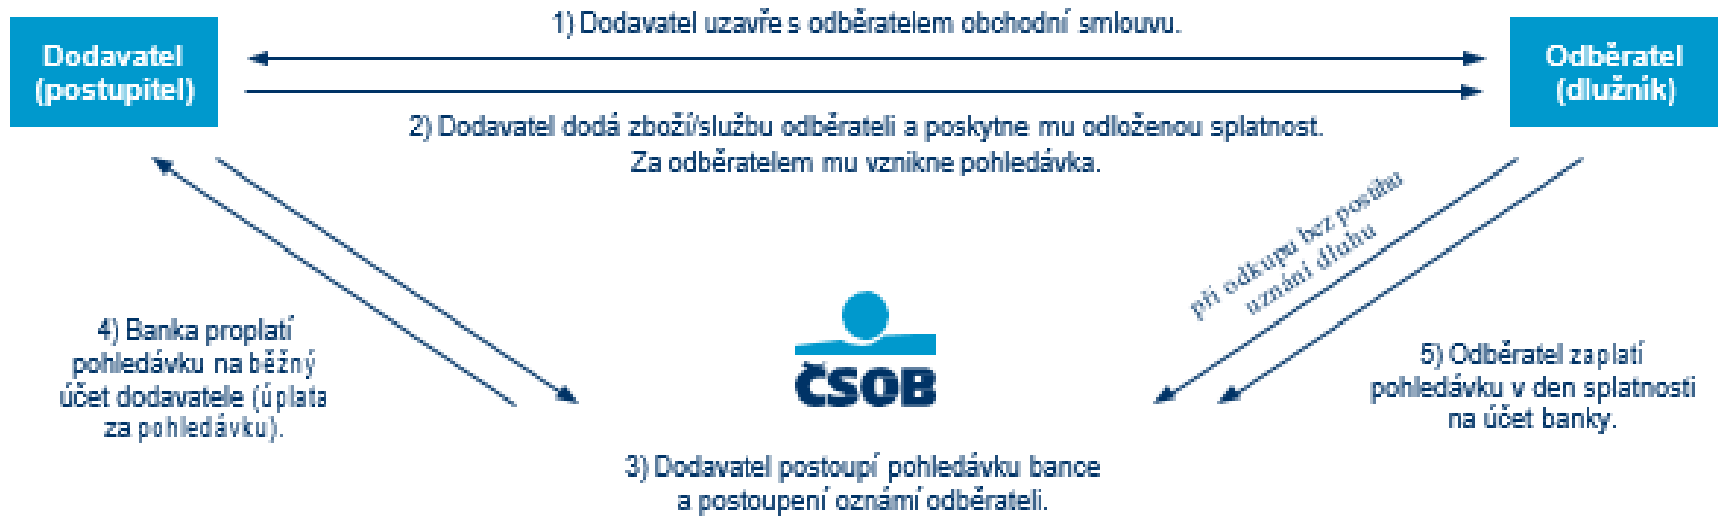 1) Dodavatel uzavře s odběratelem obchodní smlouvu.
Dodavatel
(postupitel)
Odběratel
(dlužník)
2) Dodavatel dodá zboží/službu odběrateli a poskytne mu odloženou splatnost.
Za odběratelem mu vznikne pohledávka.
při odkupu bez postihu
uznání dluhu
4) Banka proplatí
pohledávku na běžný
účet dodavatele (úplata
za pohledávku).
ČSOB
5) Odběratel zaplatí
pohledávku v den splatnosti
na účet banky.
3) Dodavatel postoupí pohledávku bance
a postoupení oznámí odběrateli.